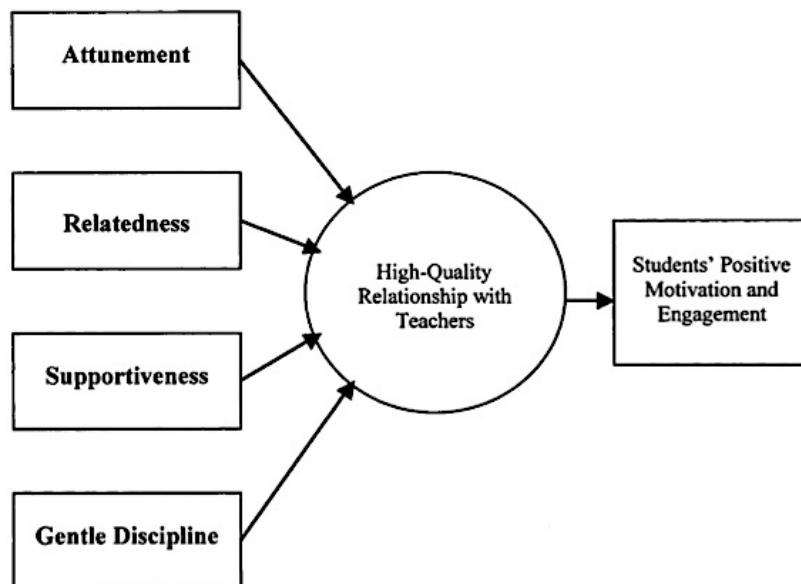 Attunement
Relatedness
Supportiveness
Gentle Discipline
High-Quality
Relationship with
Teachers
Students' Positive
Motivation and
Engagement